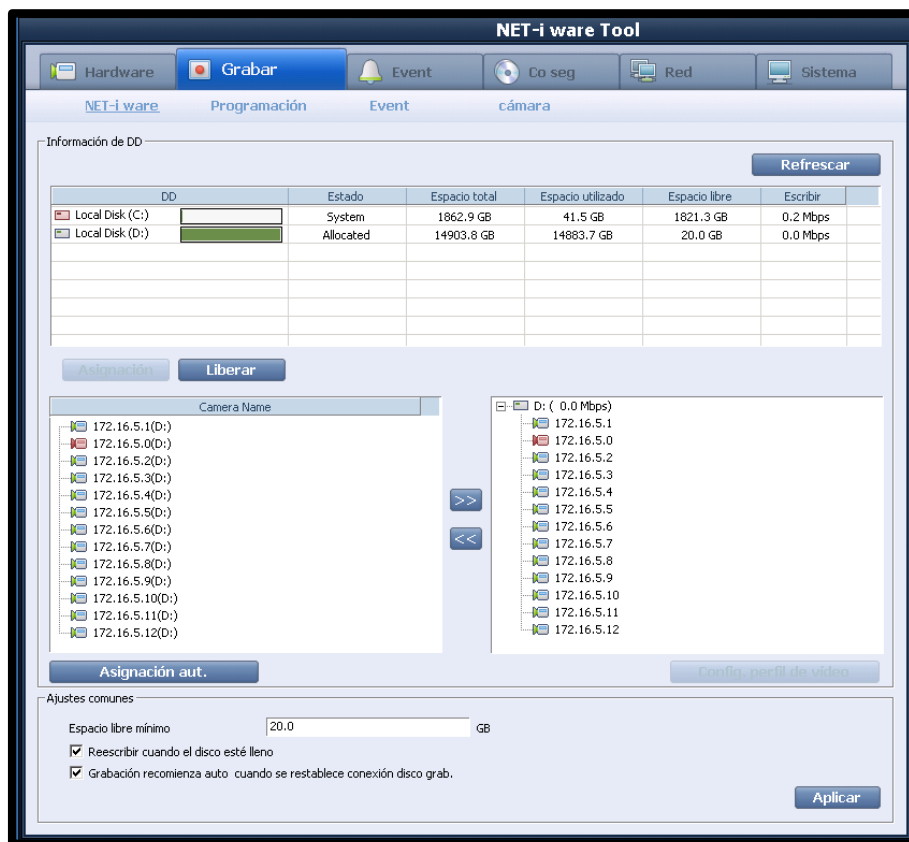 NET-i ware Tool
Hardware Grabar Event Co seg Red Sistema
NET-i ware Programación Event cámara
Información de DD
Refrescar
DD Estado Espacio total Espacio utilizado Espacio libre Escribir
Local Disk (C:) System 1862.9 GB 41.5 GB 1821.3 GB 0.2 Mbps
Local Disk (D:) Allocated 14903.8 GB 14883.7 GB 20.0 GB 0.0 Mbps
Asignación Liberar
Camera Name
172.16.5.1(D:)
172.16.5.0(D:)
172.16.5.2(D:)
172.16.5.3(D:)
172.16.5.4(D:)
172.16.5.5(D:)
172.16.5.6(D:)
172.16.5.7(D:)
172.16.5.8(D:)
172.16.5.9(D:)
172.16.5.10(D:)
172.16.5.11(D:)
172.16.5.12(D:)
>>
<<
D: ( 0.0 Mbps)
172.16.5.1
172.16.5.0
172.16.5.2
172.16.5.3
172.16.5.4
172.16.5.5
172.16.5.6
172.16.5.7
172.16.5.8
172.16.5.9
172.16.5.10
172.16.5.11
172.16.5.12
Asignación aut.
Config. perfil de vídeo
Ajustes comunes
Espacio libre mínimo 20.0 GB
Reescribir cuando el disco esté lleno
Grabación recomienza auto cuando se restablece conexión disco grab.
Aplicar